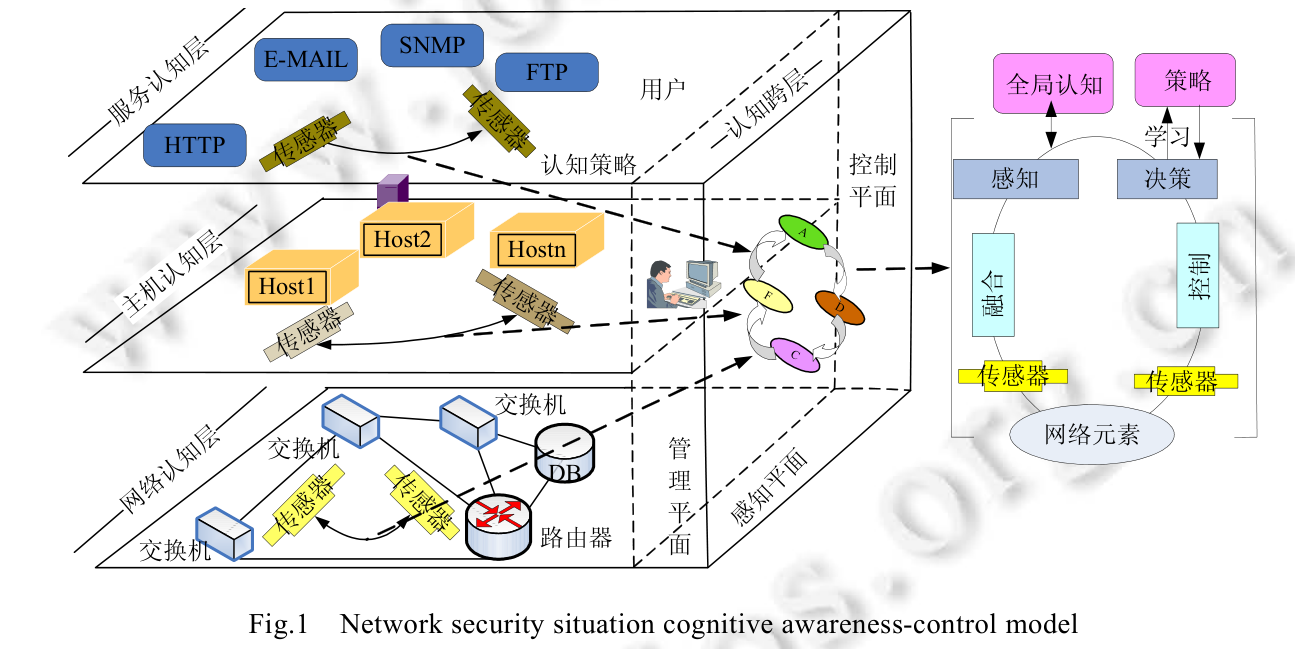 服务认知层
E-MAIL
SNMP
FTP
HTTP
传感器
传感器
用户
认知策略
认知跨层
控制
平面
主机认知层
Host1
Host2
Hostn
传感器
传感器
A
F
D
C
网络认知层
交换机
交换机
交换机
传感器
传感器
DB
路由器
管
理
平
面
感知平面
全局认知
策略
学习
感知
决策
融合
控制
传感器
传感器
网络元素
Fig.1 Network security situation cognitive awareness-control model